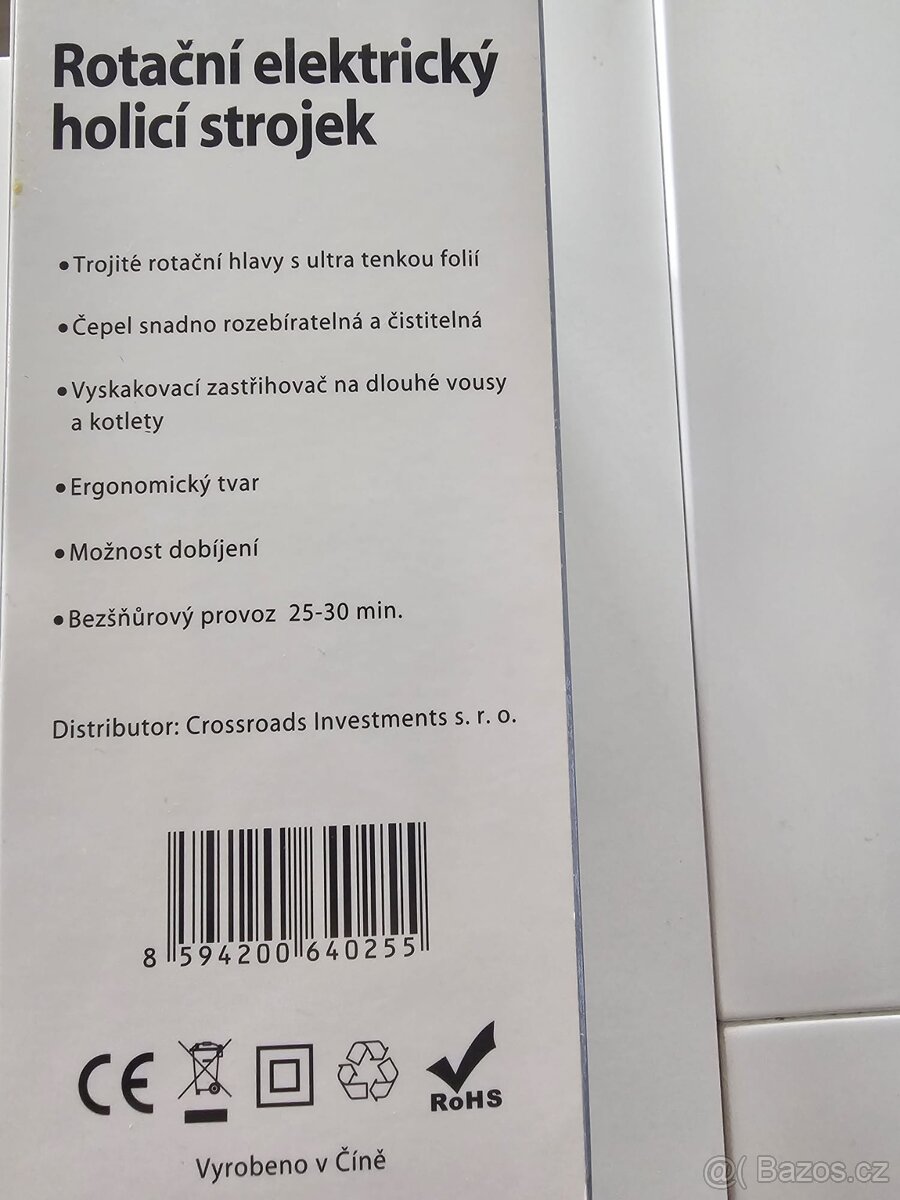 Rotační elektrický
holicí strojek
•Trojité rotační hlavy s ultra tenkou folií
•Čepel snadno rozebíratelná a čistitelná
•Vyskakovací zastřihovač na dlouhé vousy
a kotlety
•Ergonomický tvar
•Možnost dobíjení
•Bezšňůrový provoz 25-30 min.
Distributor: Crossroads Investments s. r. o.
8 594200 640255
CE
RoHS
Vyrobeno v Číně
@( Bazos.cz